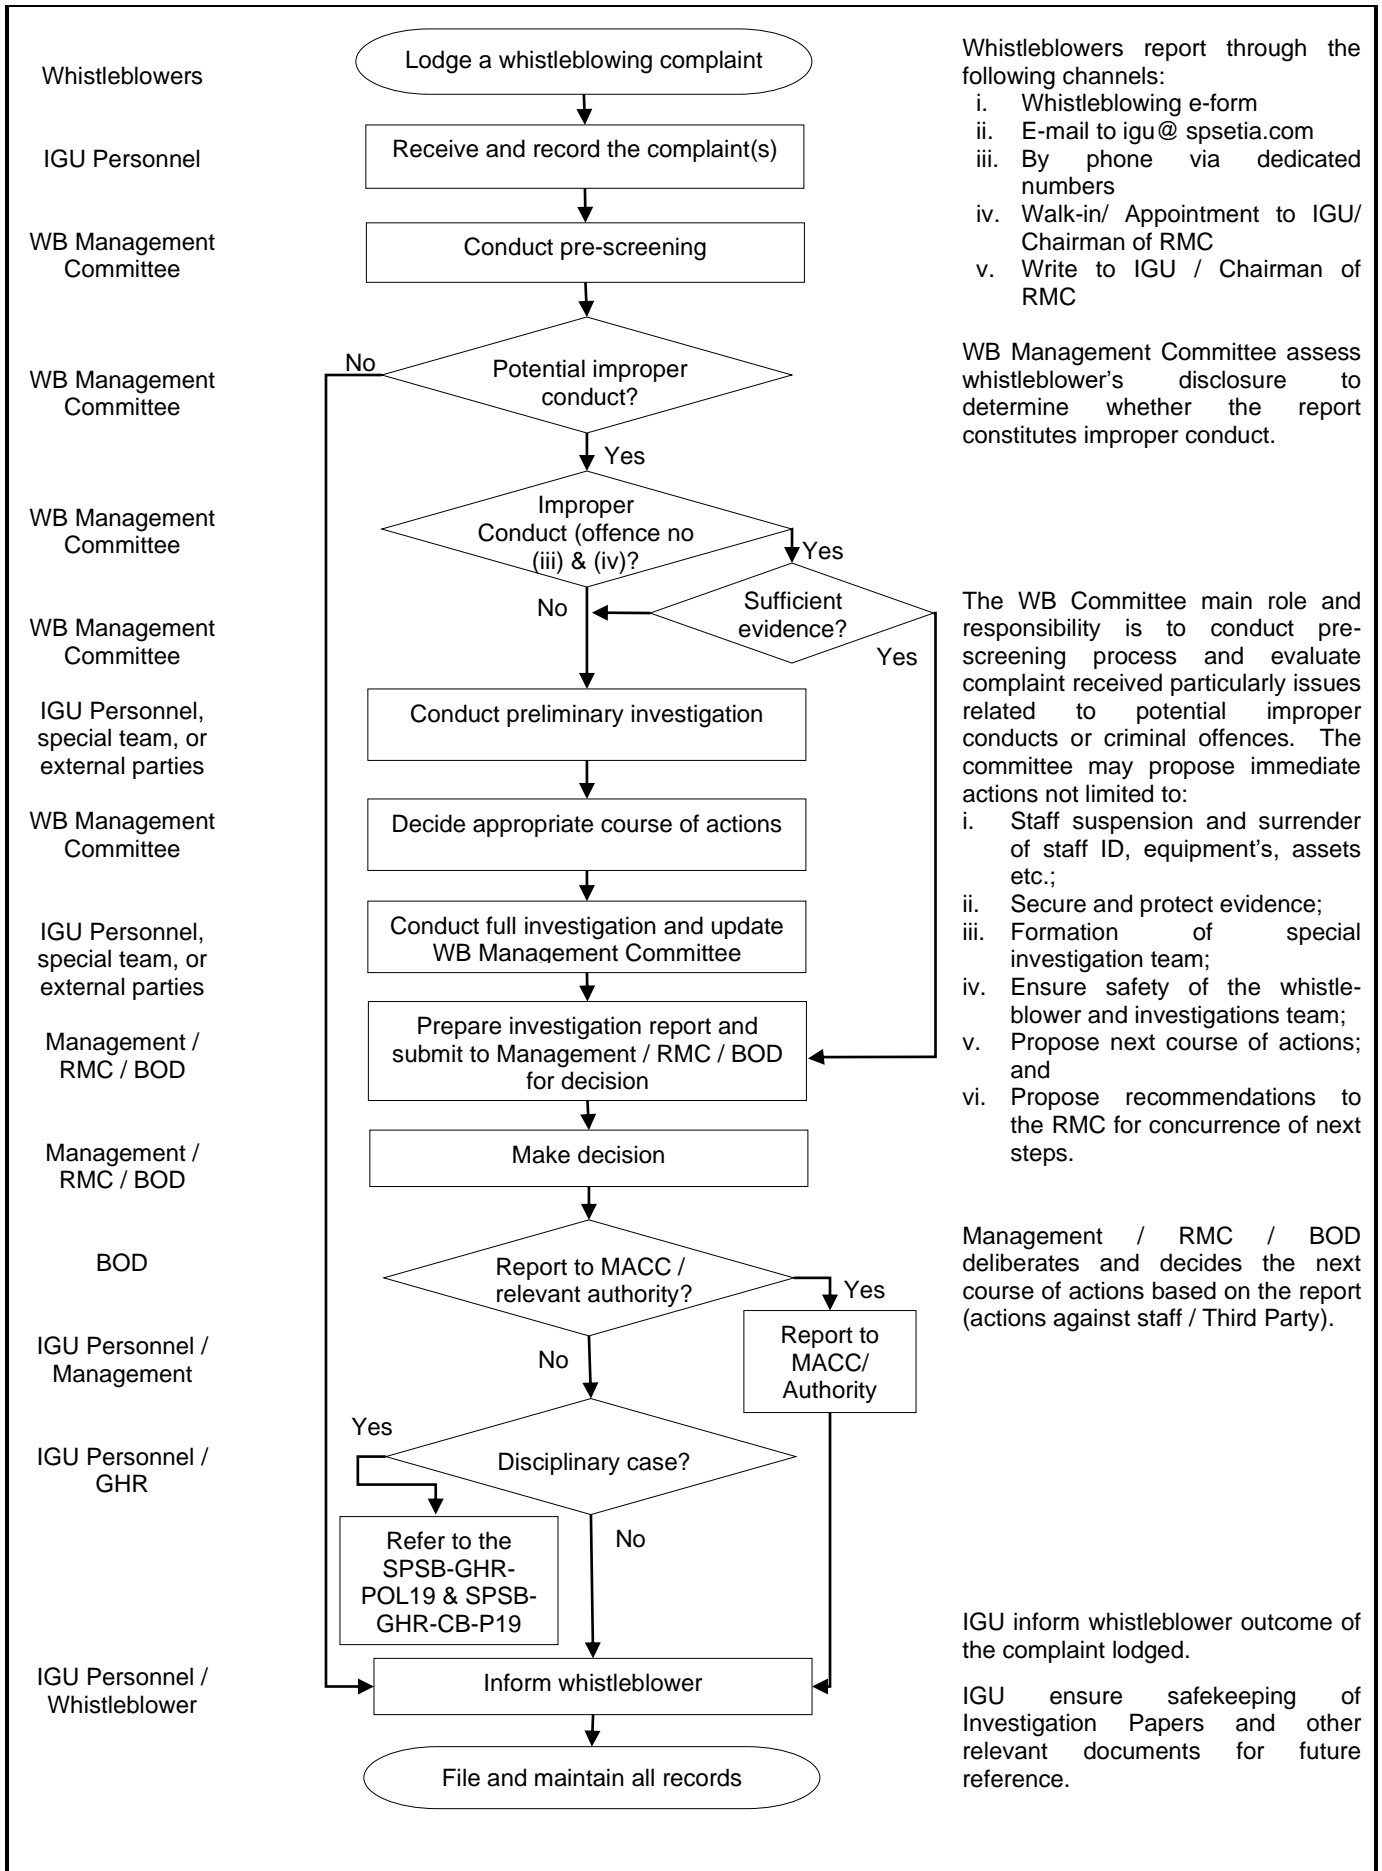 Whistleblowers
Lodge a whistleblowing complaint
Whistleblowers report through the
following channels:
i. Whistleblowing e-form
ii. E-mail to igu@ spsetia.com
iii. By phone via dedicated
numbers
iv. Walk-in/ Appointment to IGU/
Chairman of RMC
v. Write to IGU / Chairman of
RMC
IGU Personnel
Receive and record the complaint(s)
WB Management
Committee
Conduct pre-screening
WB Management
Committee
No
Potential improper
conduct?
Yes
WB Management Committee assess
whistleblower's disclosure to
determine whether the report
constitutes improper conduct.
WB Management
Committee
Improper
Conduct (offence no
(iii) & (iv)?
Yes
No
WB Management
Committee
Sufficient
evidence?
Yes
The WB Committee main role and
responsibility is to conduct pre-
screening process and evaluate
complaint received particularly issues
related to potential improper
conducts or criminal offences. The
committee may propose immediate
actions not limited to:
i. Staff suspension and surrender
of staff ID, equipment's, assets
etc.;
ii. Secure and protect evidence;
iii. Formation of special
investigation team;
iv. Ensure safety of the whistle-
blower and investigations team;
v. Propose next course of actions;
and
vi. Propose recommendations to
the RMC for concurrence of next
steps.
IGU Personnel,
special team, or
external parties
Conduct preliminary investigation
WB Management
Committee
Decide appropriate course of actions
IGU Personnel,
special team, or
external parties
Conduct full investigation and update
WB Management Committee
Management /
RMC / BOD
Prepare investigation report and
submit to Management / RMC / BOD
for decision
Management /
RMC / BOD
Make decision
BOD
Report to MACC /
relevant authority?
Yes
No
Management / RMC / BOD
deliberates and decides the next
course of actions based on the report
(actions against staff / Third Party).
IGU Personnel /
Management
Report to
MACC/
Authority
IGU Personnel /
GHR
Yes
Disciplinary case?
No
Refer to the
SPSB-GHR-
POL19 & SPSB-
GHR-CB-P19
IGU Personnel /
Whistleblower
Inform whistleblower
IGU inform whistleblower outcome of
the complaint lodged.
IGU ensure safekeeping of
Investigation Papers and other
relevant documents for future
reference.
File and maintain all records